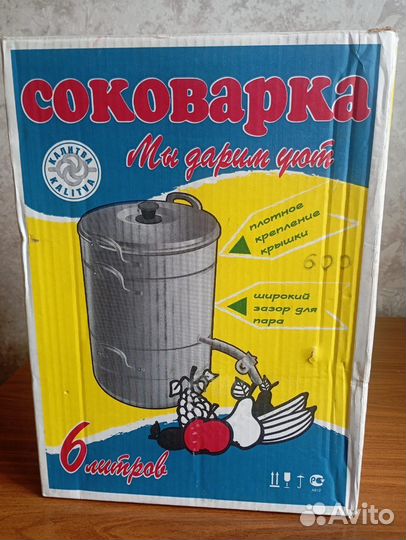 соковарка
Мы дарим уют
КАЛИТВА
KALITVA
плотное
крепление
крышки
600
широкий
зазор для
пара
6 литров
Avito